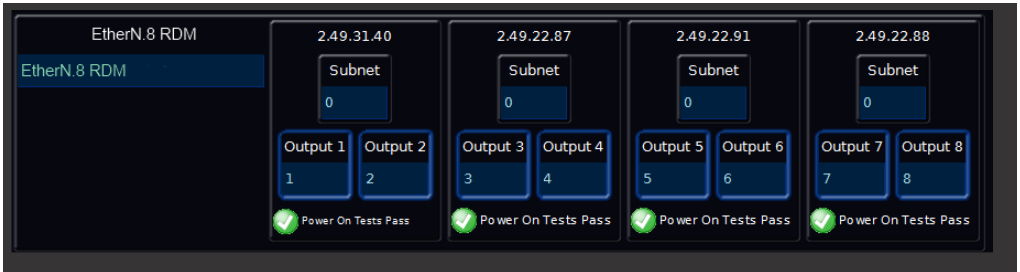 EtherN.8 RDM
EtherN.8 RDM
2.49.31.40
Subnet
0
Output 1 Output 2
1 2
Power On Tests Pass
2.49.22.87
Subnet
0
Output 3 Output 4
3 4
Power On Tests Pass
2.49.22.91
Subnet
0
Output 5 Output 6
5 6
Power On Tests Pass
2.49.22.88
Subnet
0
Output 7 Output 8
7 8
Power On Tests Pass